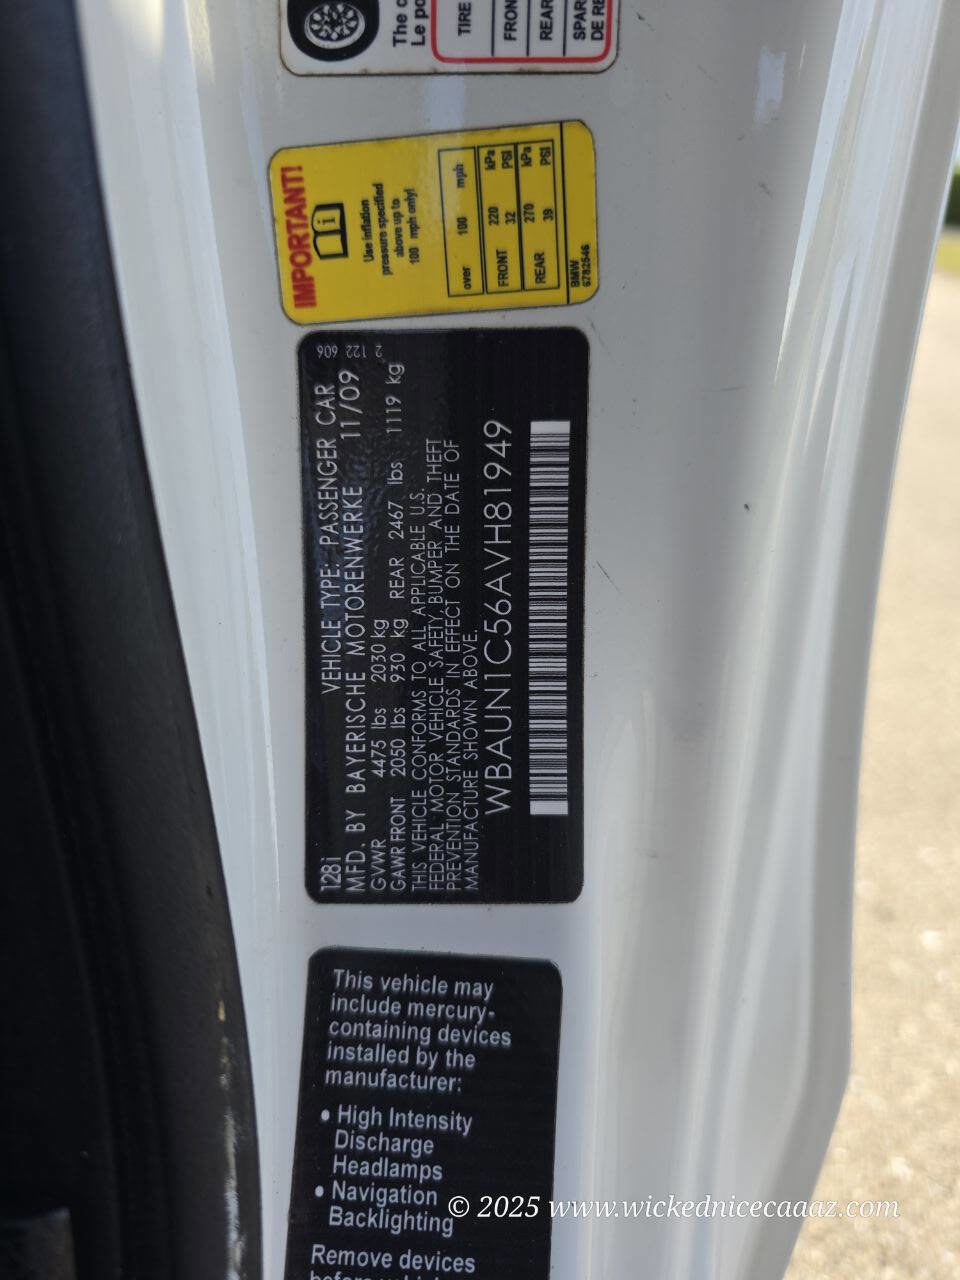 The
Le
TIRE
FRON
REAR
SPAR
DE RE
IMPORTANT!
i
Use inflation
pressure specified
above up to
100 mph only!
over 100 mph
FRONT 220 kPa
32 PSI
REAR 270 kPa
39 PSI
BMW
6782546
2 122 606
128i VEHICLE TYPE: PASSENGER CAR
MFD. BY BAYERISCHE MOTORENWERKE 11/09
GVWR 4475 lbs 2030 kg
GAWR FRONT 2050 lbs 930 kg REAR 2467 lbs 1119 kg
THIS VEHICLE CONFORMS TO ALL APPLICABLE U.S.
FEDERAL MOTOR VEHICLE SAFETY, BUMPER AND THEFT
PREVENTION STANDARDS IN EFFECT ON THE DATE OF
MANUFACTURE SHOWN ABOVE.
WBAUN1C56AVH81949
This vehicle may
include mercury-
containing devices
installed by the
manufacturer:
• High Intensity
Discharge
Headlamps
• Navigation
Backlighting
Remove devices
© 2025 www.wickednicecaaaz.com